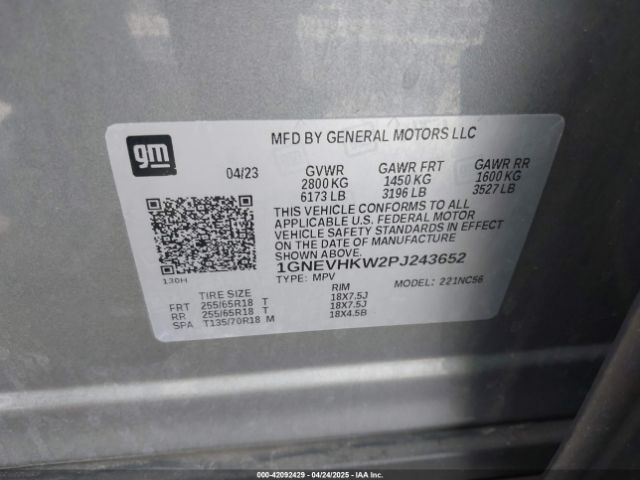 gm
MFD BY GENERAL MOTORS LLC
04/23 GVWR GAWR FRT GAWR RR
2800 KG 1450 KG 1600 KG
6173 LB 3196 LB 3527 LB
THIS VEHICLE CONFORMS TO ALL
APPLICABLE U.S. FEDERAL MOTOR
VEHICLE SAFETY STANDARDS IN EFFECT
ON THE DATE OF MANUFACTURE SHOWN ABOVE.
1GNEVHKW2PJ243652
130H
TYPE: MPV MODEL: 221NC56
TIRE SIZE RIM
FRT 255/65R18 T 18X7.5J
RR 255/65R18 T 18X7.5J
SPA T135/70R18 M 18X4.5B
000-42092429 - 04/24/2025 - IAA, Inc.